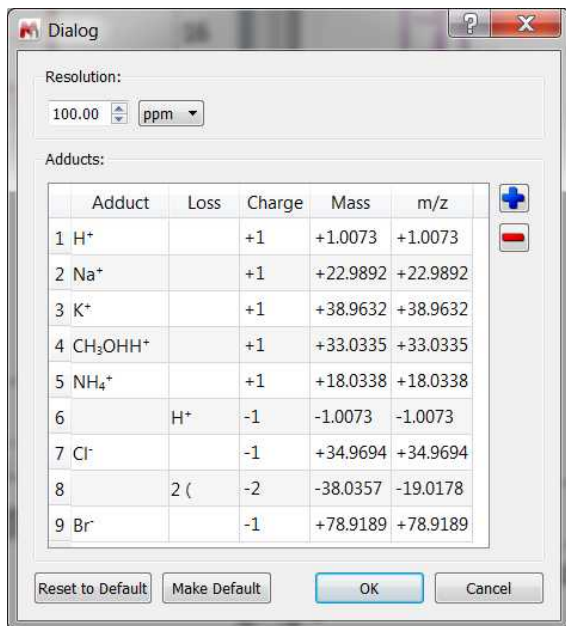 Dialog
Resolution:
100.00 ppm
Adducts:
Adduct Loss Charge Mass m/z
1 H⁺ +1 +1.0073 +1.0073
2 Na⁺ +1 +22.9892 +22.9892
3 K⁺ +1 +38.9632 +38.9632
4 CH₃OHH⁺ +1 +33.0335 +33.0335
5 NH₄⁺ +1 +18.0338 +18.0338
6 H⁺ -1 -1.0073 -1.0073
7 Cl⁻ -1 +34.9694 +34.9694
8 2 ( -2 -38.0357 -19.0178
9 Br⁻ -1 +78.9189 +78.9189
Reset to Default Make Default OK Cancel